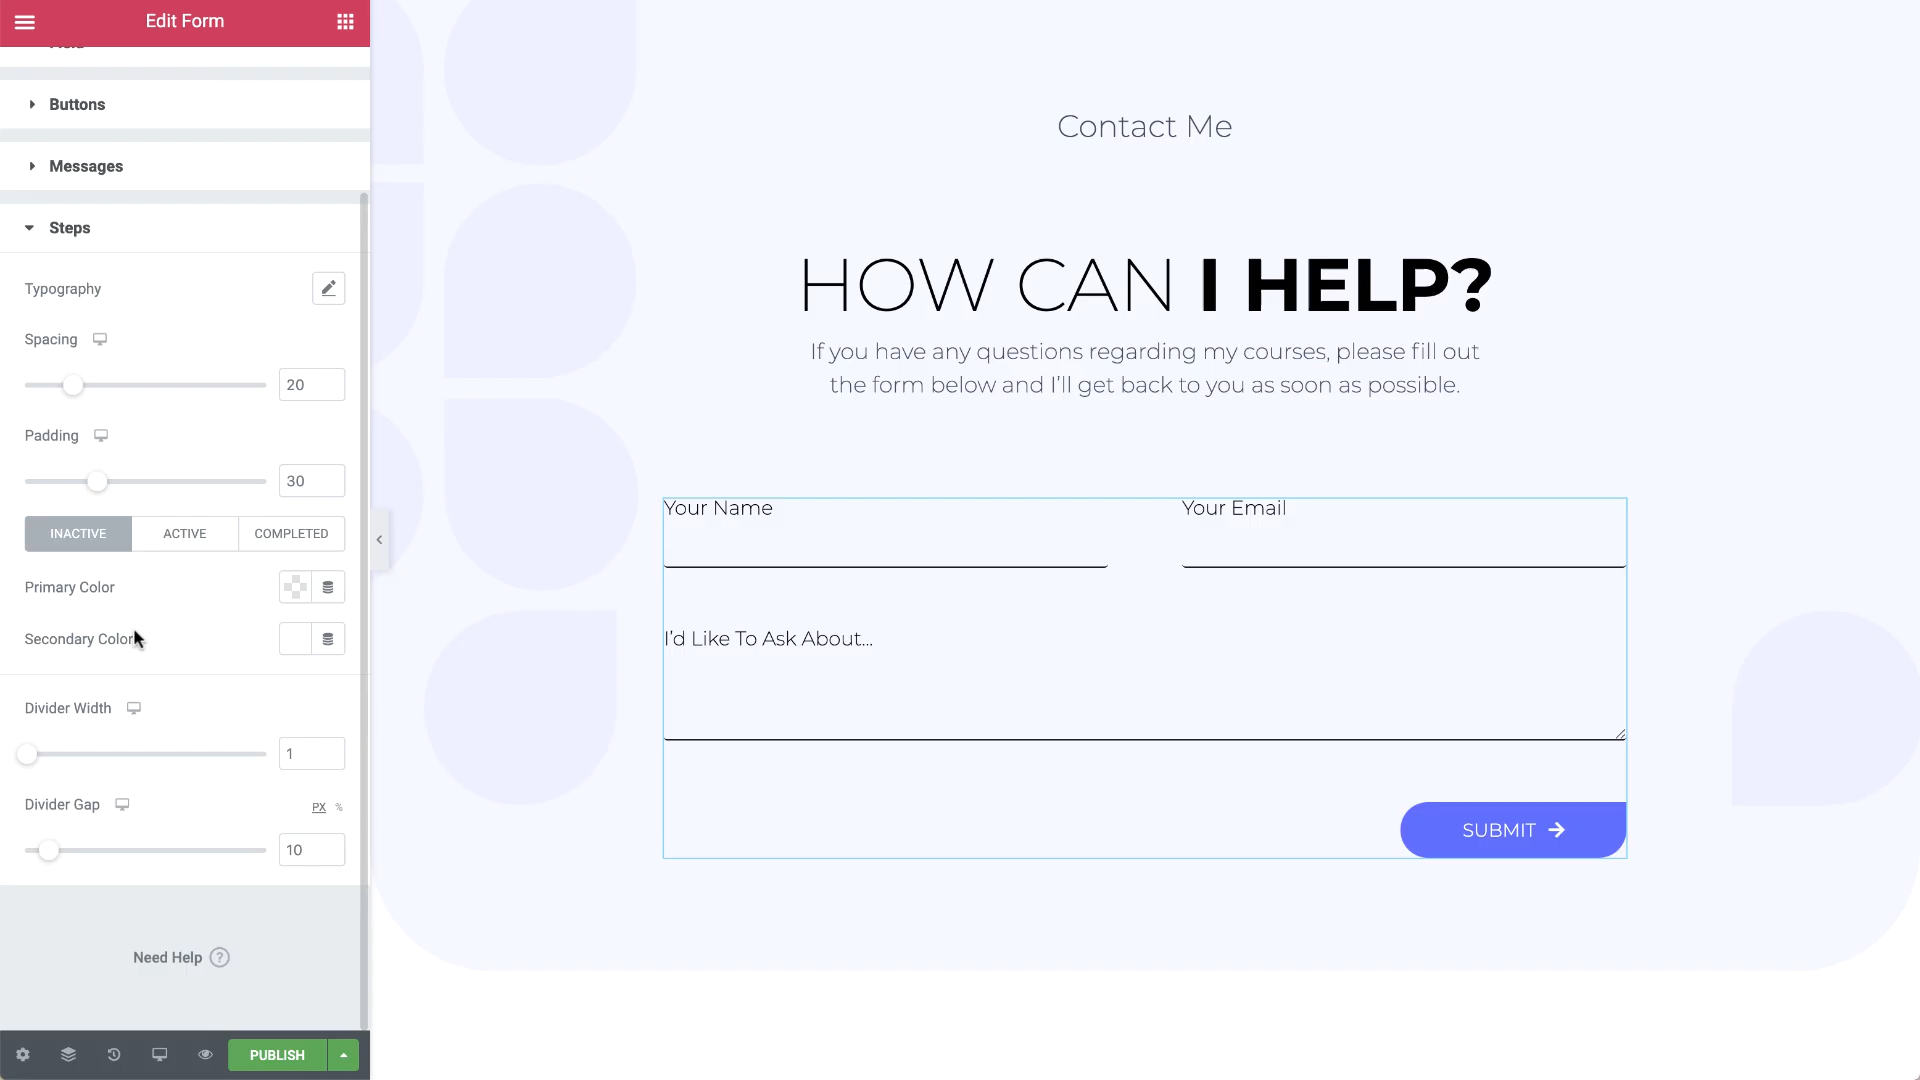 Edit Form
Buttons
Messages
Steps
Typography
Spacing
20
Padding
30
INACTIVE
ACTIVE
COMPLETED
Primary Color
Secondary Color
Divider Width
1
Divider Gap
PX %
10
Need Help ?
PUBLISH
Contact Me
HOW CAN I HELP?
If you have any questions regarding my courses, please fill out
the form below and I'll get back to you as soon as possible.
Your Name
Your Email
I'd Like To Ask About...
SUBMIT